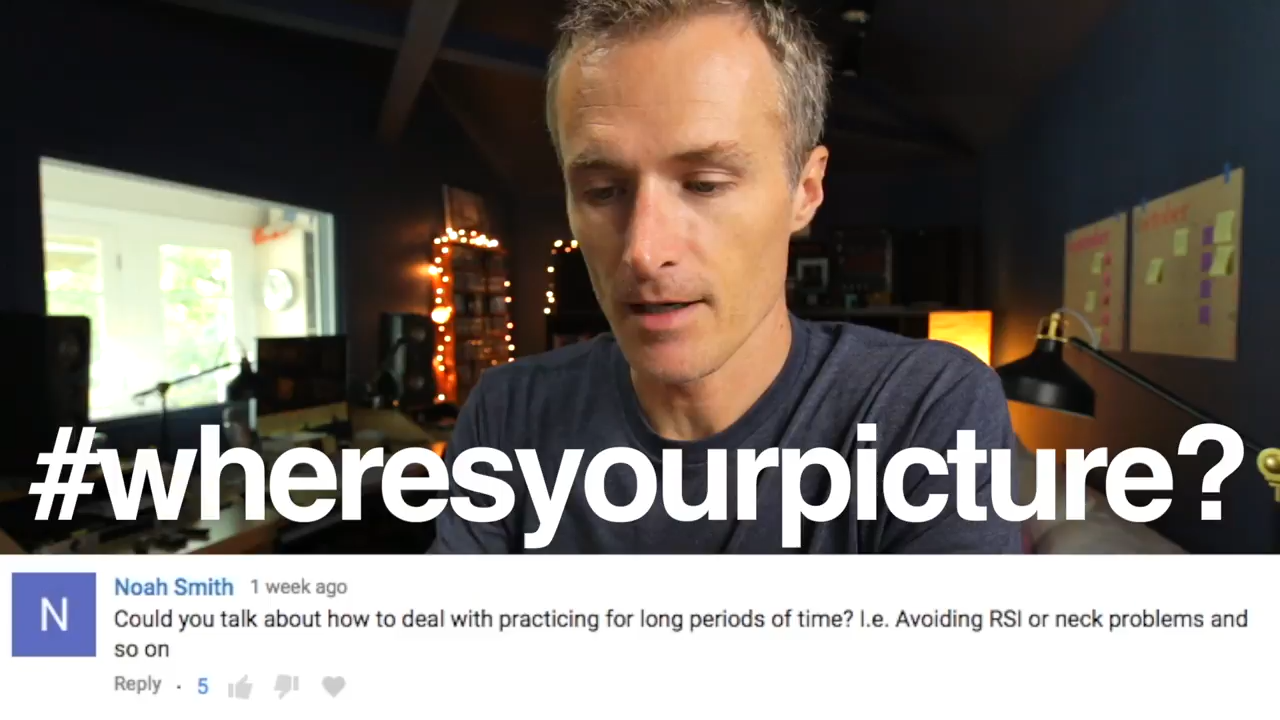 #wheresyourpicture?
N
Noah Smith 1 week ago
Could you talk about how to deal with practicing for long periods of time? I.e. Avoiding RSI or neck problems and
so on
Reply · 5